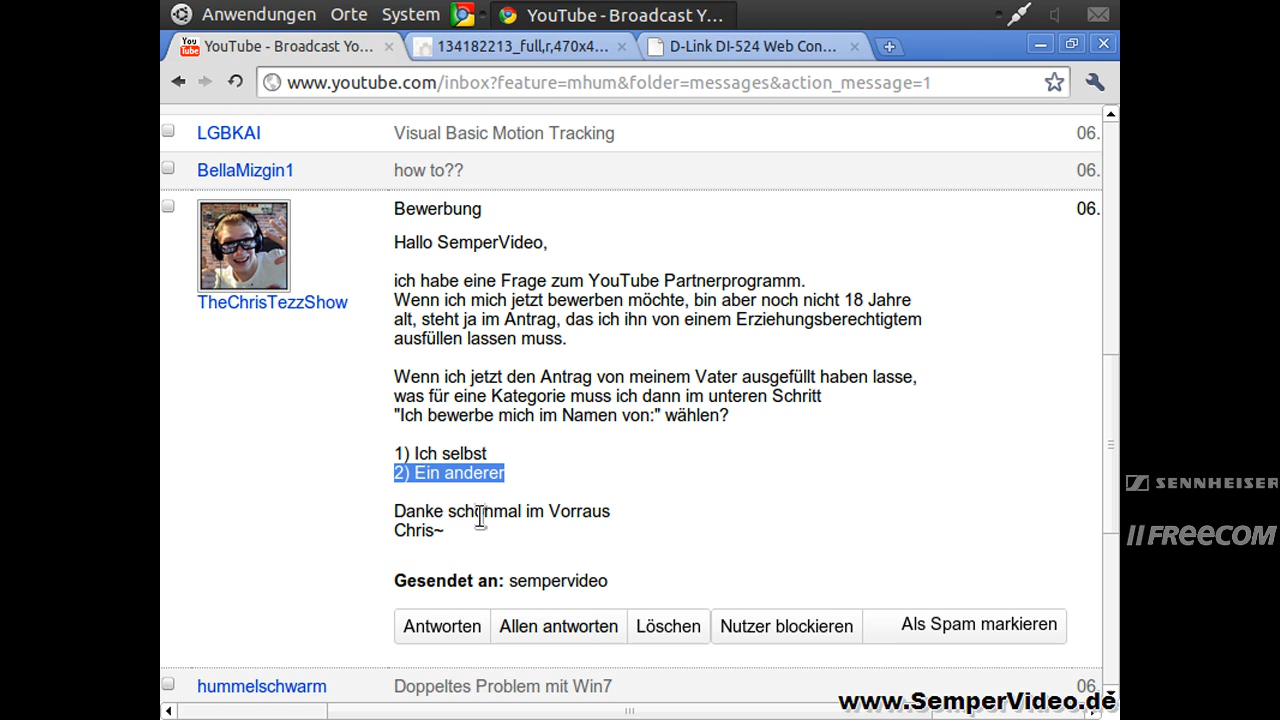 Anwendungen Orte System YouTube - Broadcast Y...
YouTube - Broadcast Yo... 134182213_full,r,470x4... D-Link DI-524 Web Con...
www.youtube.com/inbox?feature=mhum&folder=messages&action_message=1
LGBKAI Visual Basic Motion Tracking 06.
BellaMizgin1 how to?? 06.
Bewerbung 06.
Hallo SemperVideo,
TheChrisTezzShow
ich habe eine Frage zum YouTube Partnerprogramm.
Wenn ich mich jetzt bewerben möchte, bin aber noch nicht 18 Jahre
alt, steht ja im Antrag, das ich ihn von einem Erziehungsberechtigtem
ausfüllen lassen muss.
Wenn ich jetzt den Antrag von meinem Vater ausgefüllt haben lasse,
was für eine Kategorie muss ich dann im unteren Schritt
"Ich bewerbe mich im Namen von:" wählen?
1) Ich selbst
2) Ein anderer
Danke schonmal im Vorraus
Chris~
Gesendet an: sempervideo
Antworten Allen antworten Löschen Nutzer blockieren Als Spam markieren
hummelschwarm Doppeltes Problem mit Win7 06.
www.SemperVideo.de
SENNHEISER
FREECOM